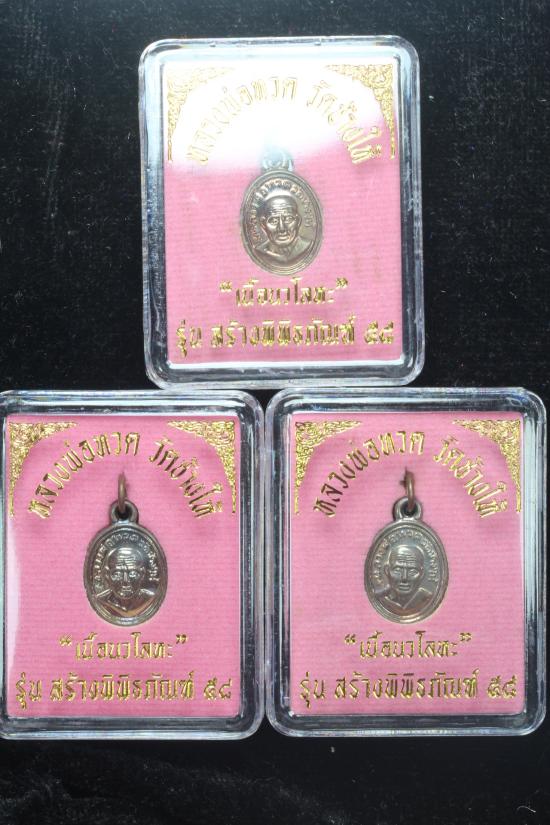 หลวงพ่อทวด วัดช้างให้
"เนื้อนวโลหะ"
รุ่น สร้างพิพิธภัณฑ์ ๕๘
หลวงพ่อทวด วัดช้างให้
"เนื้อนวโลหะ"
รุ่น สร้างพิพิธภัณฑ์ ๕๘
หลวงพ่อทวด วัดช้างให้
"เนื้อนวโลหะ"
รุ่น สร้างพิพิธภัณฑ์ ๕๘